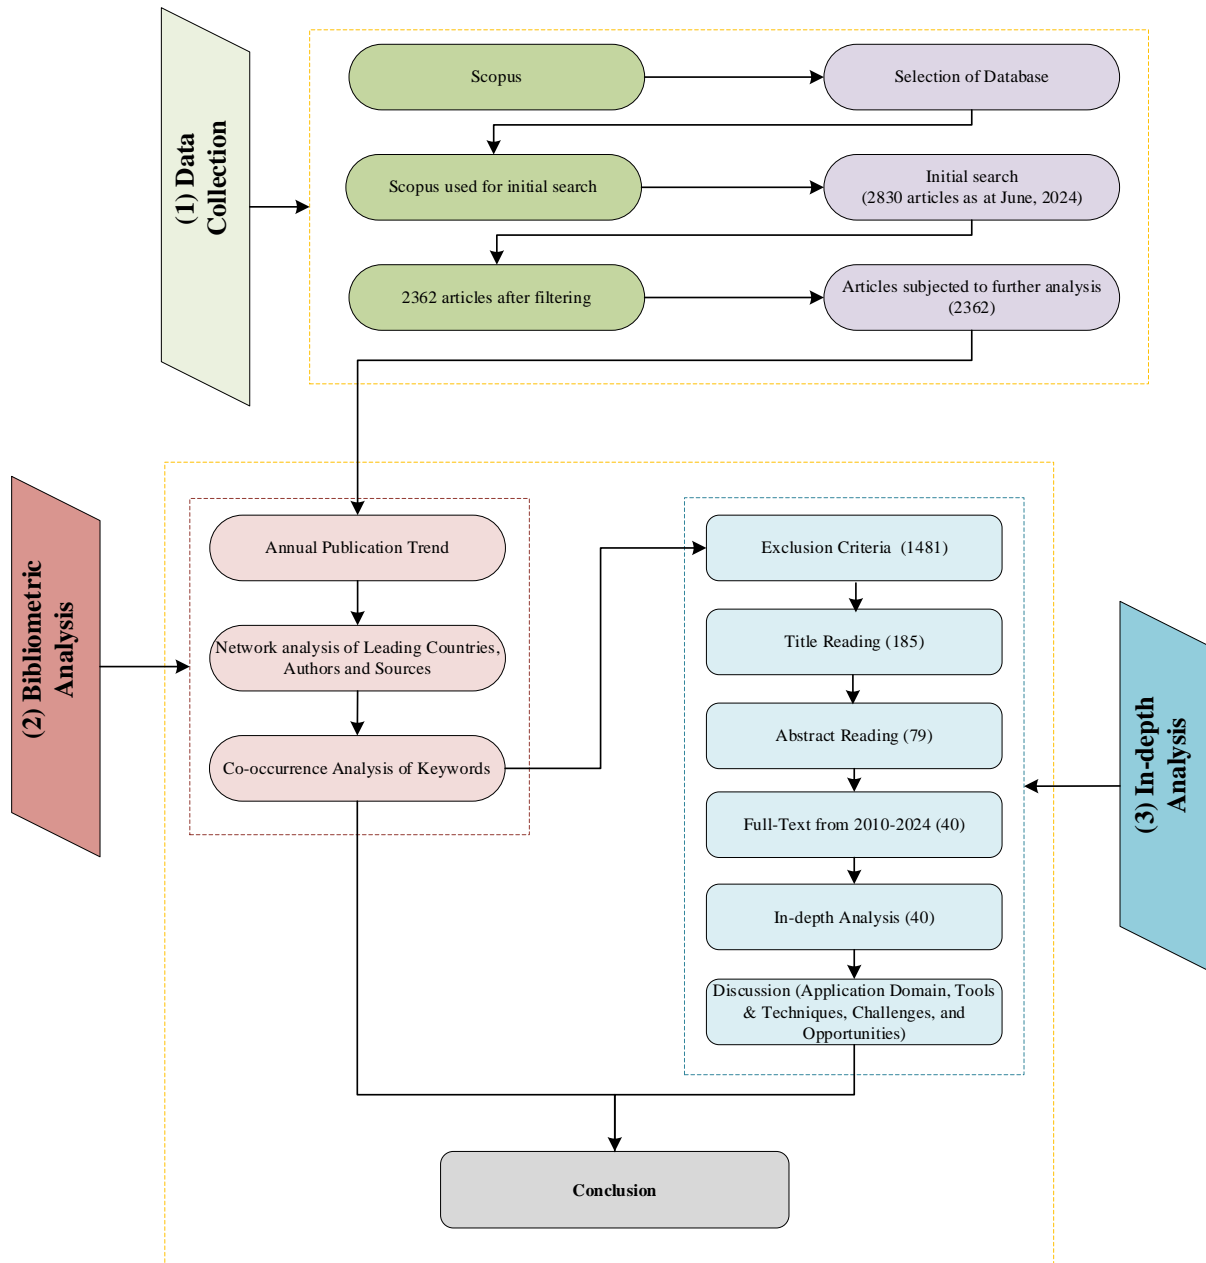 (1) Data
Collection
Scopus
Selection of Database
Scopus used for initial search
Initial search
(2830 articles as at June, 2024)
2362 articles after filtering
Articles subjected to further analysis
(2362)
(2) Bibliometric
Analysis
Annual Publication Trend
Network analysis of Leading Countries,
Authors and Sources
Co-occurrence Analysis of Keywords
Exclusion Criteria (1481)
Title Reading (185)
Abstract Reading (79)
Full-Text from 2010-2024 (40)
In-depth Analysis (40)
Discussion (Application Domain, Tools
& Techniques, Challenges, and
Opportunities)
(3) In-depth
Analysis
Conclusion